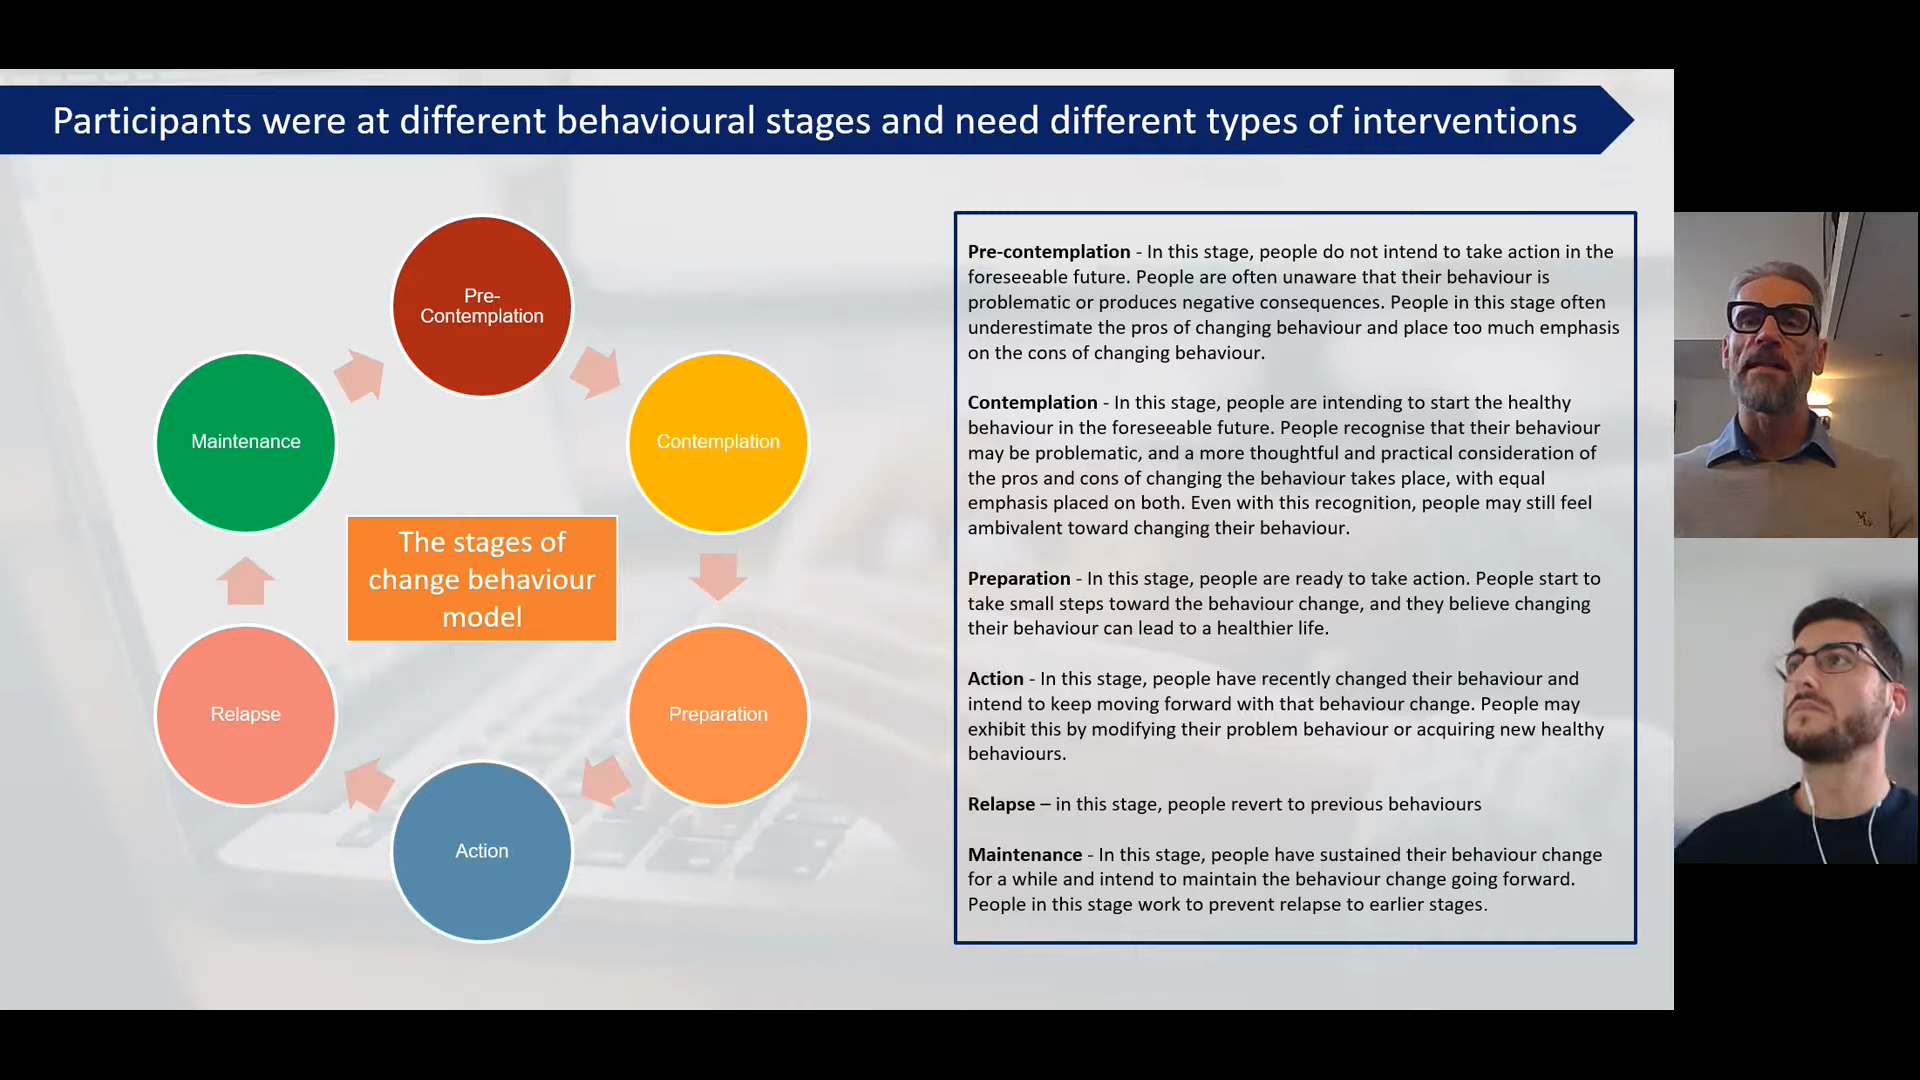 Participants were at different behavioural stages and need different types of interventions
Pre-
Contemplation
Contemplation
Preparation
Action
Relapse
Maintenance
The stages of
change behaviour
model
Pre-contemplation - In this stage, people do not intend to take action in the
foreseeable future. People are often unaware that their behaviour is
problematic or produces negative consequences. People in this stage often
underestimate the pros of changing behaviour and place too much emphasis
on the cons of changing behaviour.
Contemplation - In this stage, people are intending to start the healthy
behaviour in the foreseeable future. People recognise that their behaviour
may be problematic, and a more thoughtful and practical consideration of
the pros and cons of changing the behaviour takes place, with equal
emphasis placed on both. Even with this recognition, people may still feel
ambivalent toward changing their behaviour.
Preparation - In this stage, people are ready to take action. People start to
take small steps toward the behaviour change, and they believe changing
their behaviour can lead to a healthier life.
Action - In this stage, people have recently changed their behaviour and
intend to keep moving forward with that behaviour change. People may
exhibit this by modifying their problem behaviour or acquiring new healthy
behaviours.
Relapse – in this stage, people revert to previous behaviours
Maintenance - In this stage, people have sustained their behaviour change
for a while and intend to maintain the behaviour change going forward.
People in this stage work to prevent relapse to earlier stages.